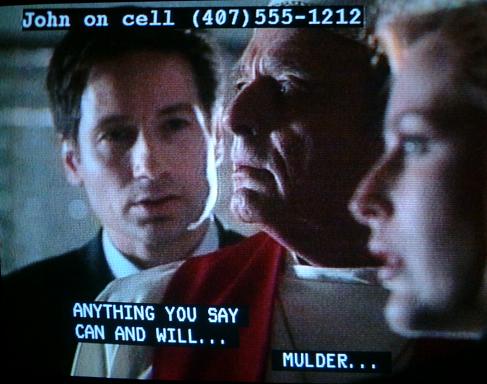 John on cell (407)555-1212
ANYTHING YOU SAY
CAN AND WILL...
MULDER...